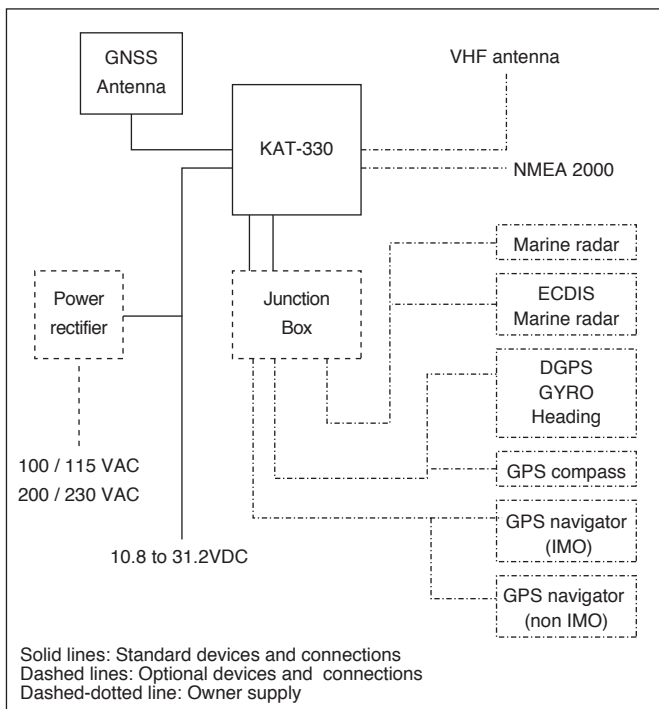 GNSS
Antenna
VHF antenna
KAT-330
NMEA 2000
Marine radar
Power
rectifier
Junction
Box
ECDIS
Marine radar
DGPS
GYRO
Heading
100 / 115 VAC
200 / 230 VAC
GPS compass
10.8 to 31.2VDC
GPS navigator
(IMO)
GPS navigator
(non IMO)
Solid lines: Standard devices and connections
Dashed lines: Optional devices and connections
Dashed-dotted line: Owner supply